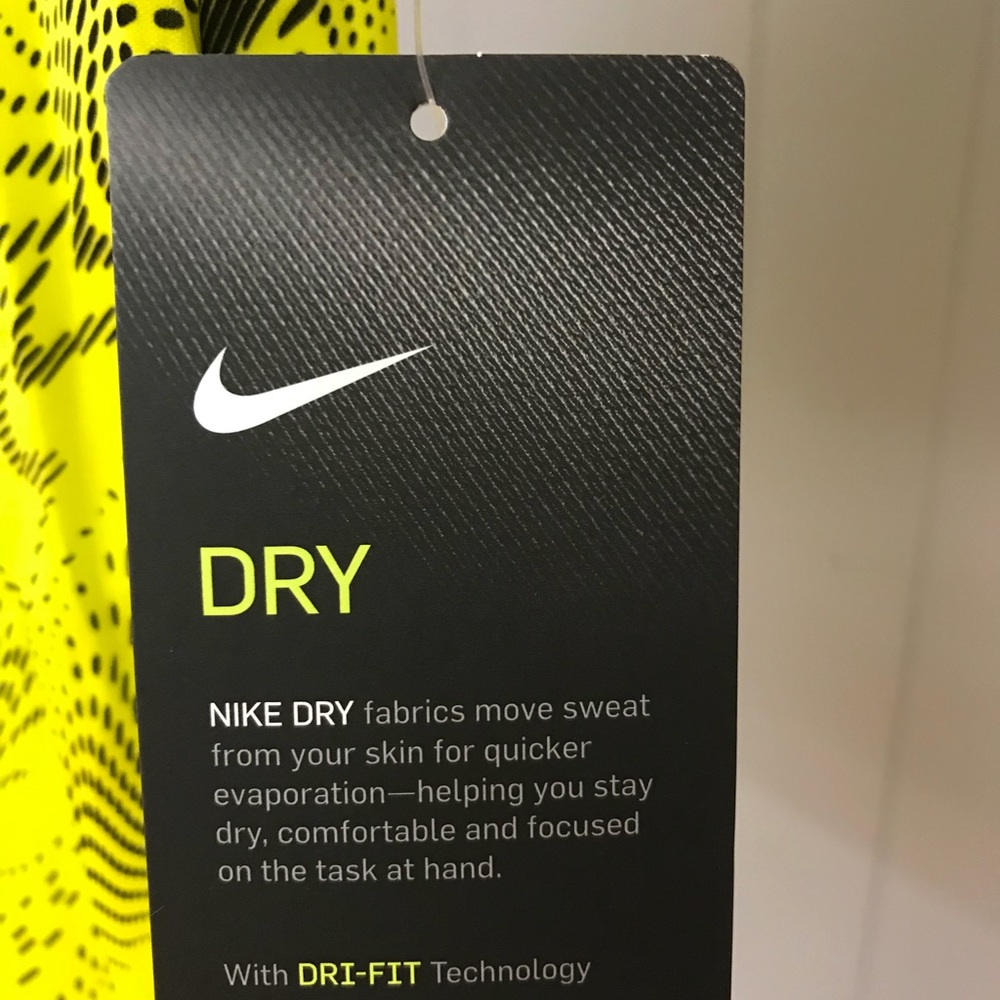 DRY
NIKE DRY fabrics move sweat
from your skin for quicker
evaporation—helping you stay
dry, comfortable and focused
on the task at hand.
With DRI-FIT Technology